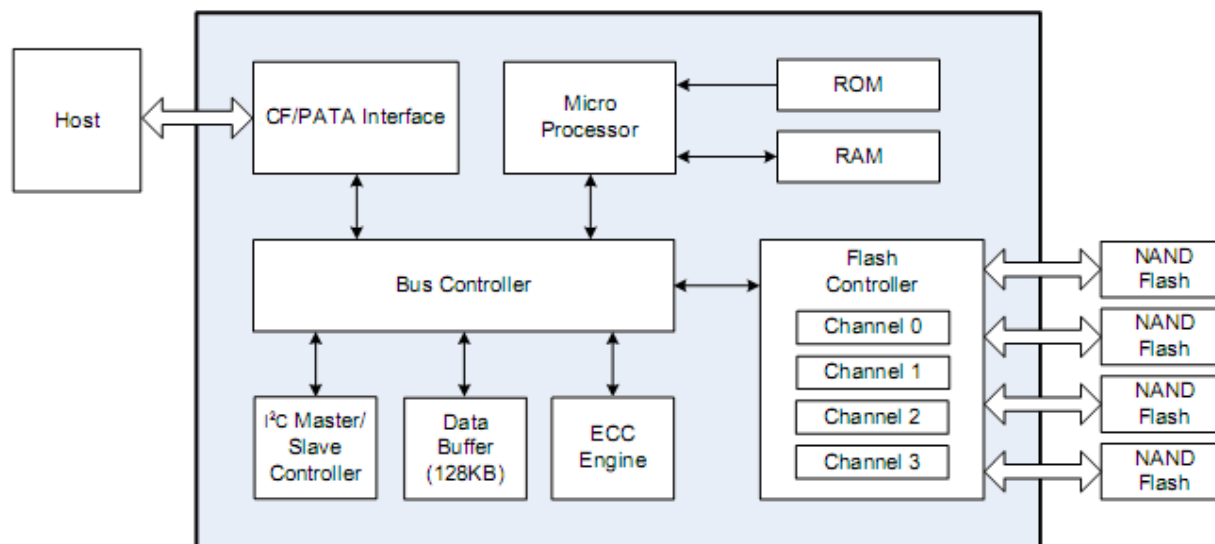 Host
CF/PATA Interface
Micro
Processor
ROM
RAM
Bus Controller
Flash
Controller
Channel 0
Channel 1
Channel 2
Channel 3
NAND
Flash
NAND
Flash
NAND
Flash
NAND
Flash
I²C Master/
Slave
Controller
Data
Buffer
(128KB)
ECC
Engine